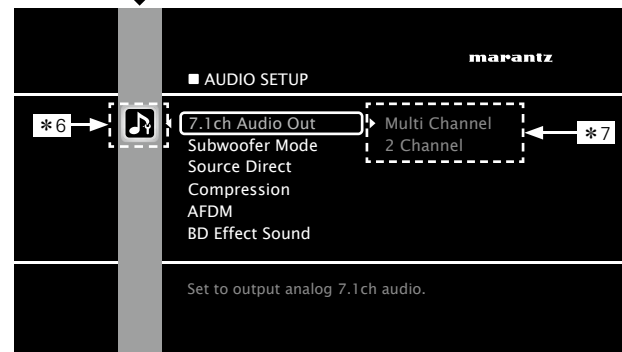 marantz
■ AUDIO SETUP
*6
7.1ch Audio Out
Multi Channel
*7
Subwoofer Mode
2 Channel
Source Direct
Compression
AFDM
BD Effect Sound
Set to output analog 7.1ch audio.